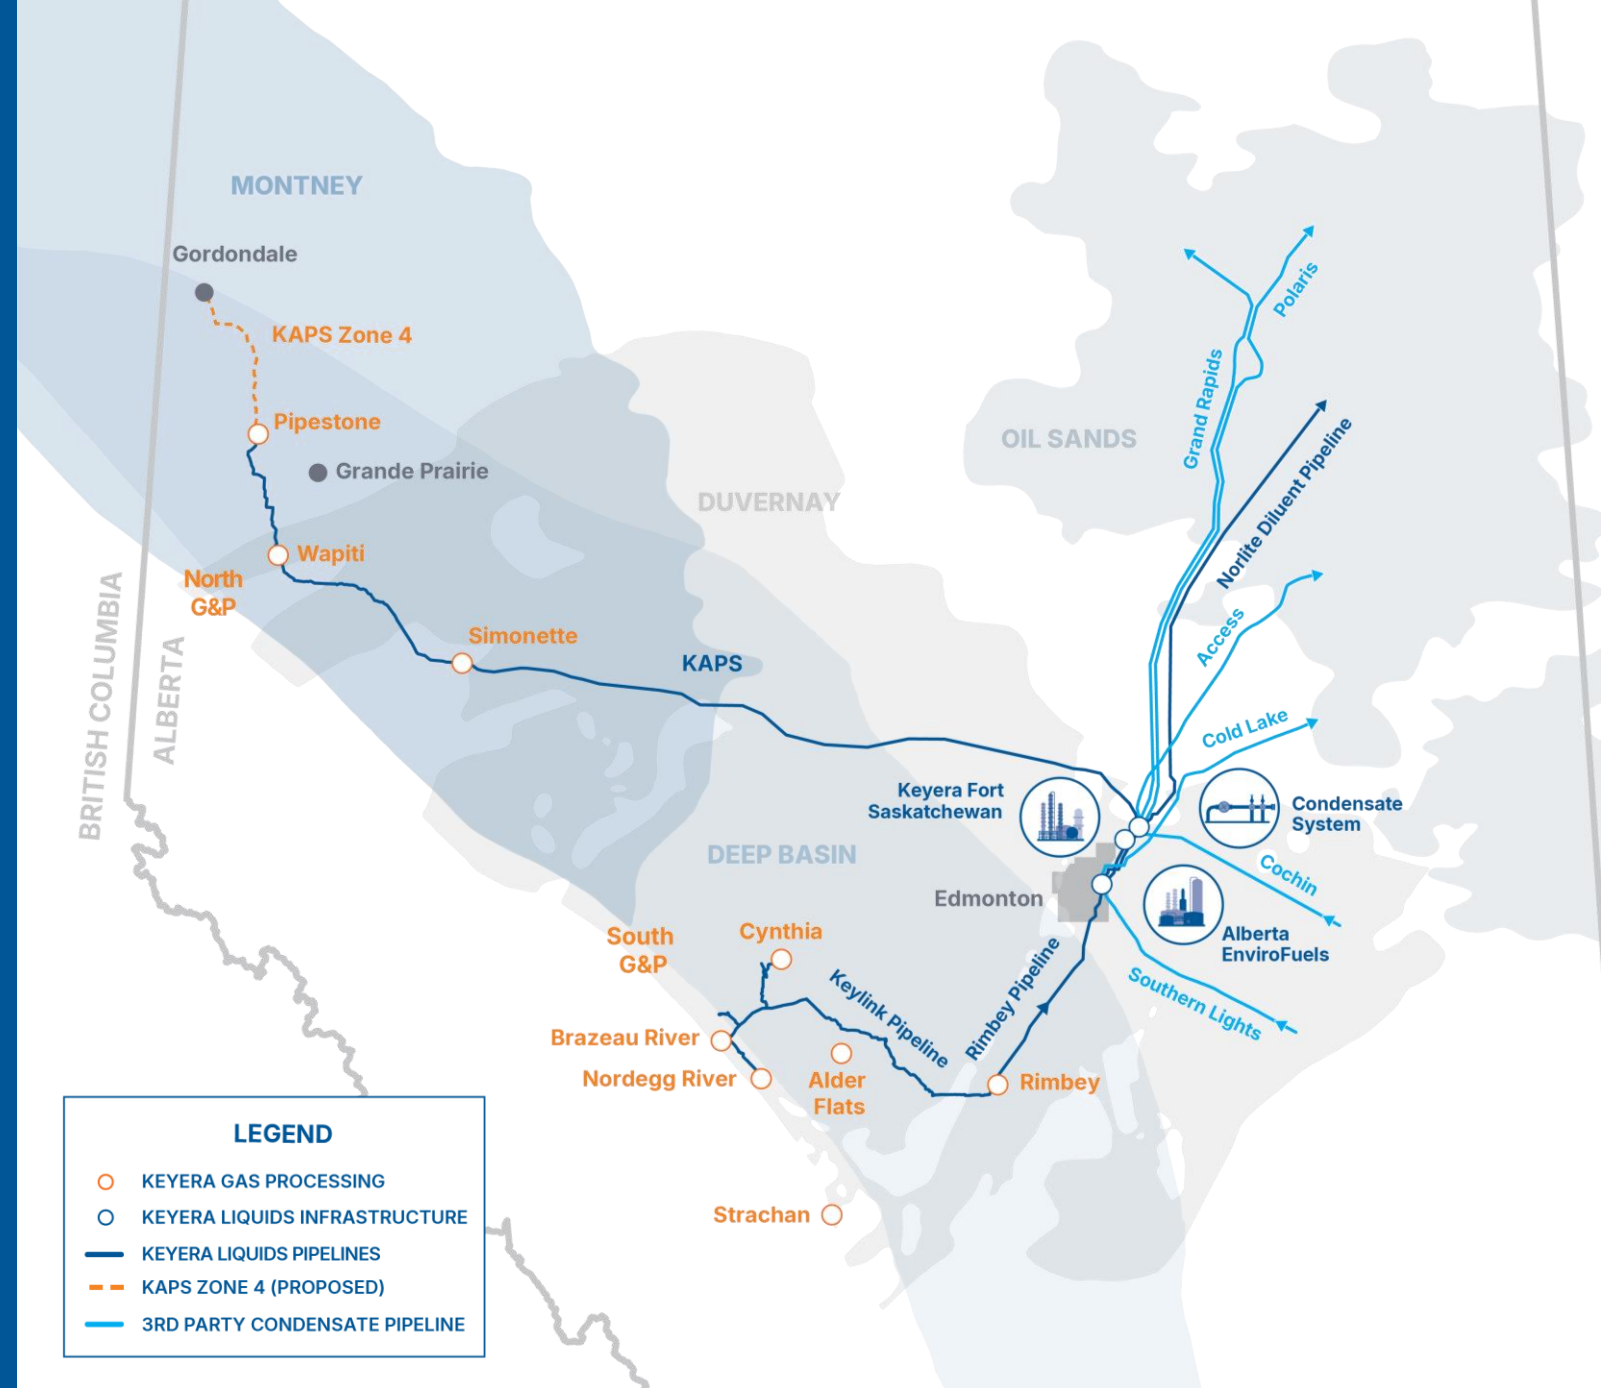 MONTNEY
Gordondale
KAPS Zone 4
Pipestone
Grande Prairie
Wapiti
North
G&P
Simonette
KAPS
BRITISH COLUMBIA
ALBERTA
DUVERNAY
OIL SANDS
Polaris
Grand Rapids
Norlite Diluent Pipeline
Access
Cold Lake
Keyera Fort
Saskatchewan
Condensate
System
DEEP BASIN
Cochin
Edmonton
Alberta
EnviroFuels
Southern Lights
South
G&P
Cynthia
Keylink Pipeline
Rimbey Pipeline
Brazeau River
Nordegg River
Alder
Flats
Rimbey
Strachan
LEGEND
KEYERA GAS PROCESSING
KEYERA LIQUIDS INFRASTRUCTURE
KEYERA LIQUIDS PIPELINES
KAPS ZONE 4 (PROPOSED)
3RD PARTY CONDENSATE PIPELINE